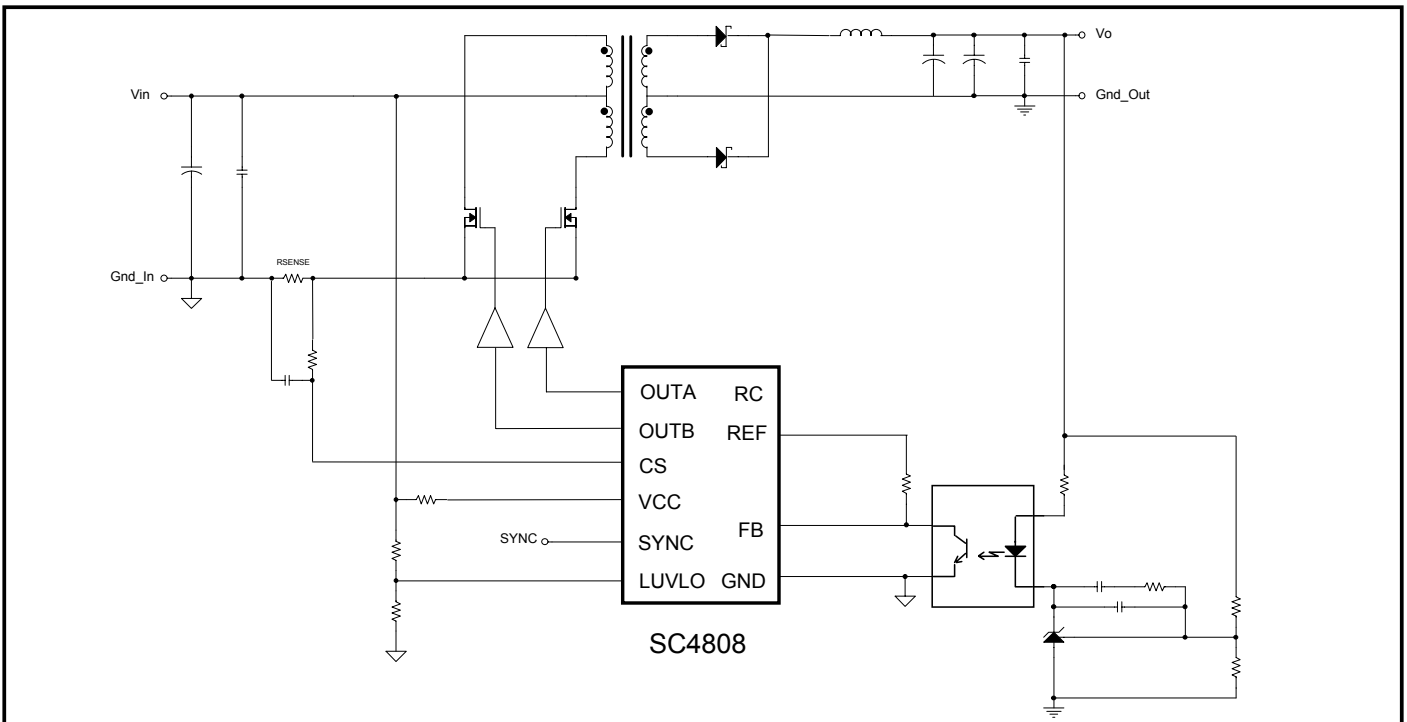 Vo
Vin
Gnd_Out
Gnd_In
RSENSE
OUTA
RC
OUTB
REF
CS
VCC
FB
SYNC
SYNC
LUVLO
GND
SC4808